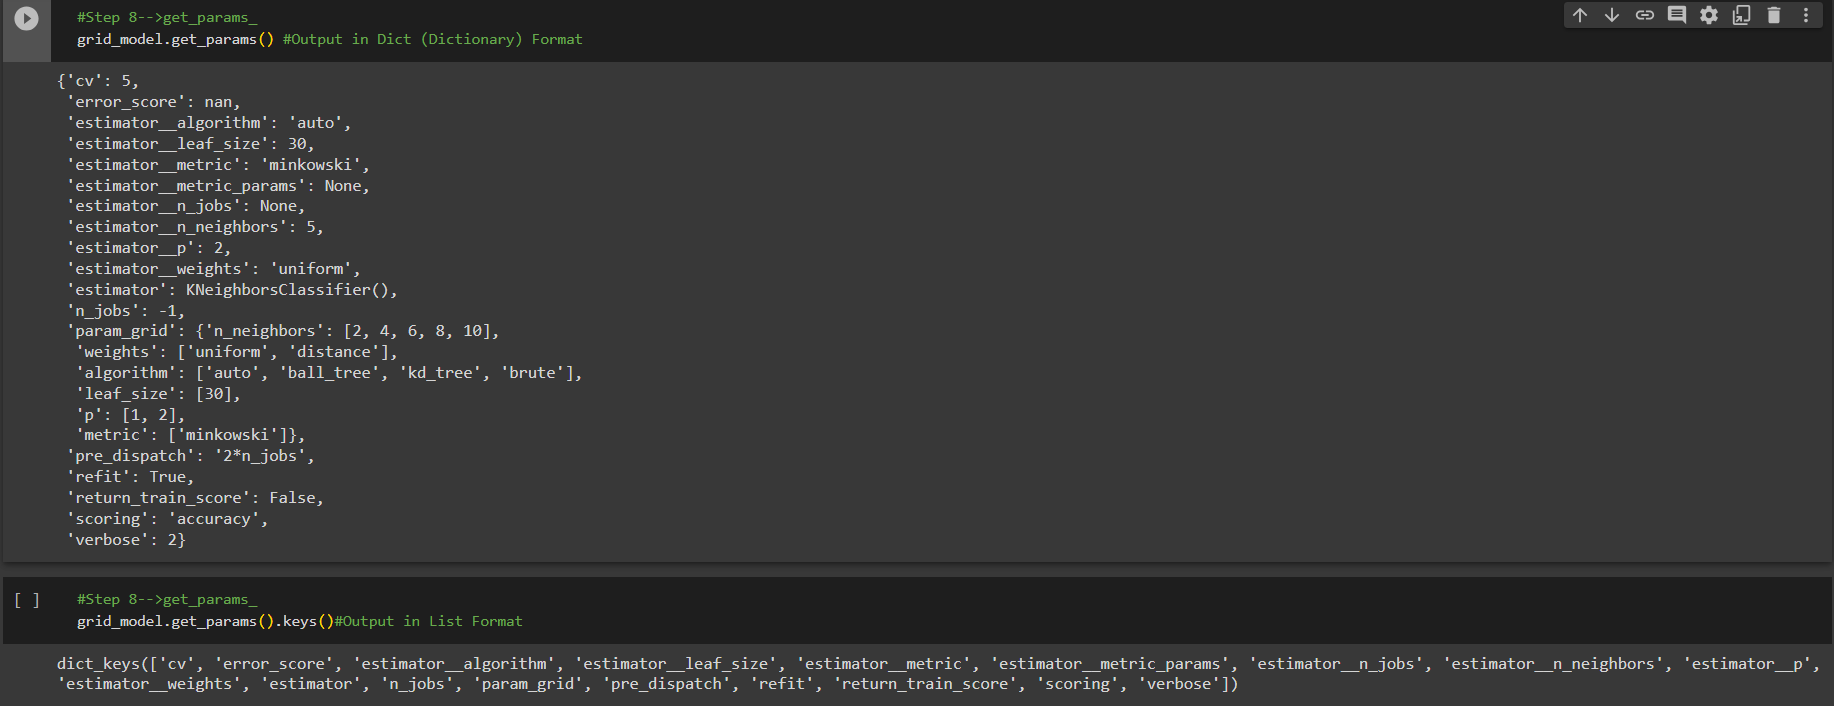 #Step 8-->get_params_
grid_model.get_params() #Output in Dict (Dictionary) Format
{'cv': 5,
 'error_score': nan,
 'estimator__algorithm': 'auto',
 'estimator__leaf_size': 30,
 'estimator__metric': 'minkowski',
 'estimator__metric_params': None,
 'estimator__n_jobs': None,
 'estimator__n_neighbors': 5,
 'estimator__p': 2,
 'estimator__weights': 'uniform',
 'estimator': KNeighborsClassifier(),
 'n_jobs': -1,
 'param_grid': {'n_neighbors': [2, 4, 6, 8, 10],
  'weights': ['uniform', 'distance'],
  'algorithm': ['auto', 'ball_tree', 'kd_tree', 'brute'],
  'leaf_size': [30],
  'p': [1, 2],
  'metric': ['minkowski']},
 'pre_dispatch': '2*n_jobs',
 'refit': True,
 'return_train_score': False,
 'scoring': 'accuracy',
 'verbose': 2}
[ ] #Step 8-->get_params_
grid_model.get_params().keys()#Output in List Format
dict_keys(['cv', 'error_score', 'estimator__algorithm', 'estimator__leaf_size', 'estimator__metric', 'estimator__metric_params', 'estimator__n_jobs', 'estimator__n_neighbors', 'estimator__p',
'estimator__weights', 'estimator', 'n_jobs', 'param_grid', 'pre_dispatch', 'refit', 'return_train_score', 'scoring', 'verbose'])